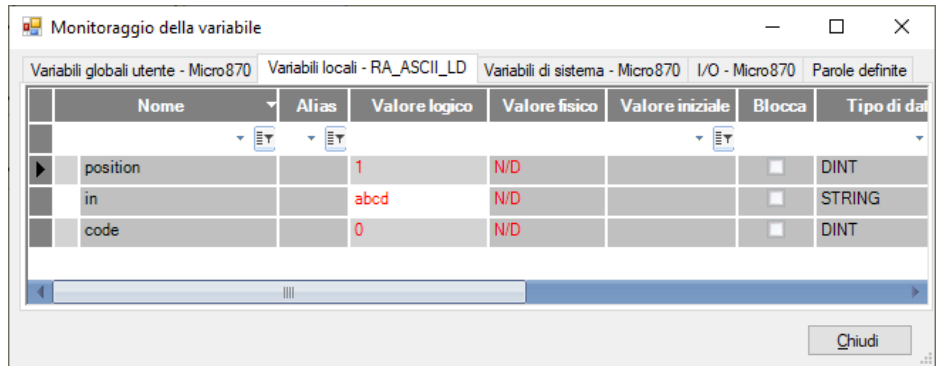 Monitoraggio della variabile
Variabili globali utente - Micro870 Variabili locali - RA_ASCII_LD Variabili di sistema - Micro870 I/O - Micro870 Parole definite
Nome Alias Valore logico Valore fisico Valore iniziale Blocca Tipo di dat
position 1 N/D DINT
in abcd N/D STRING
code 0 N/D DINT
Chiudi